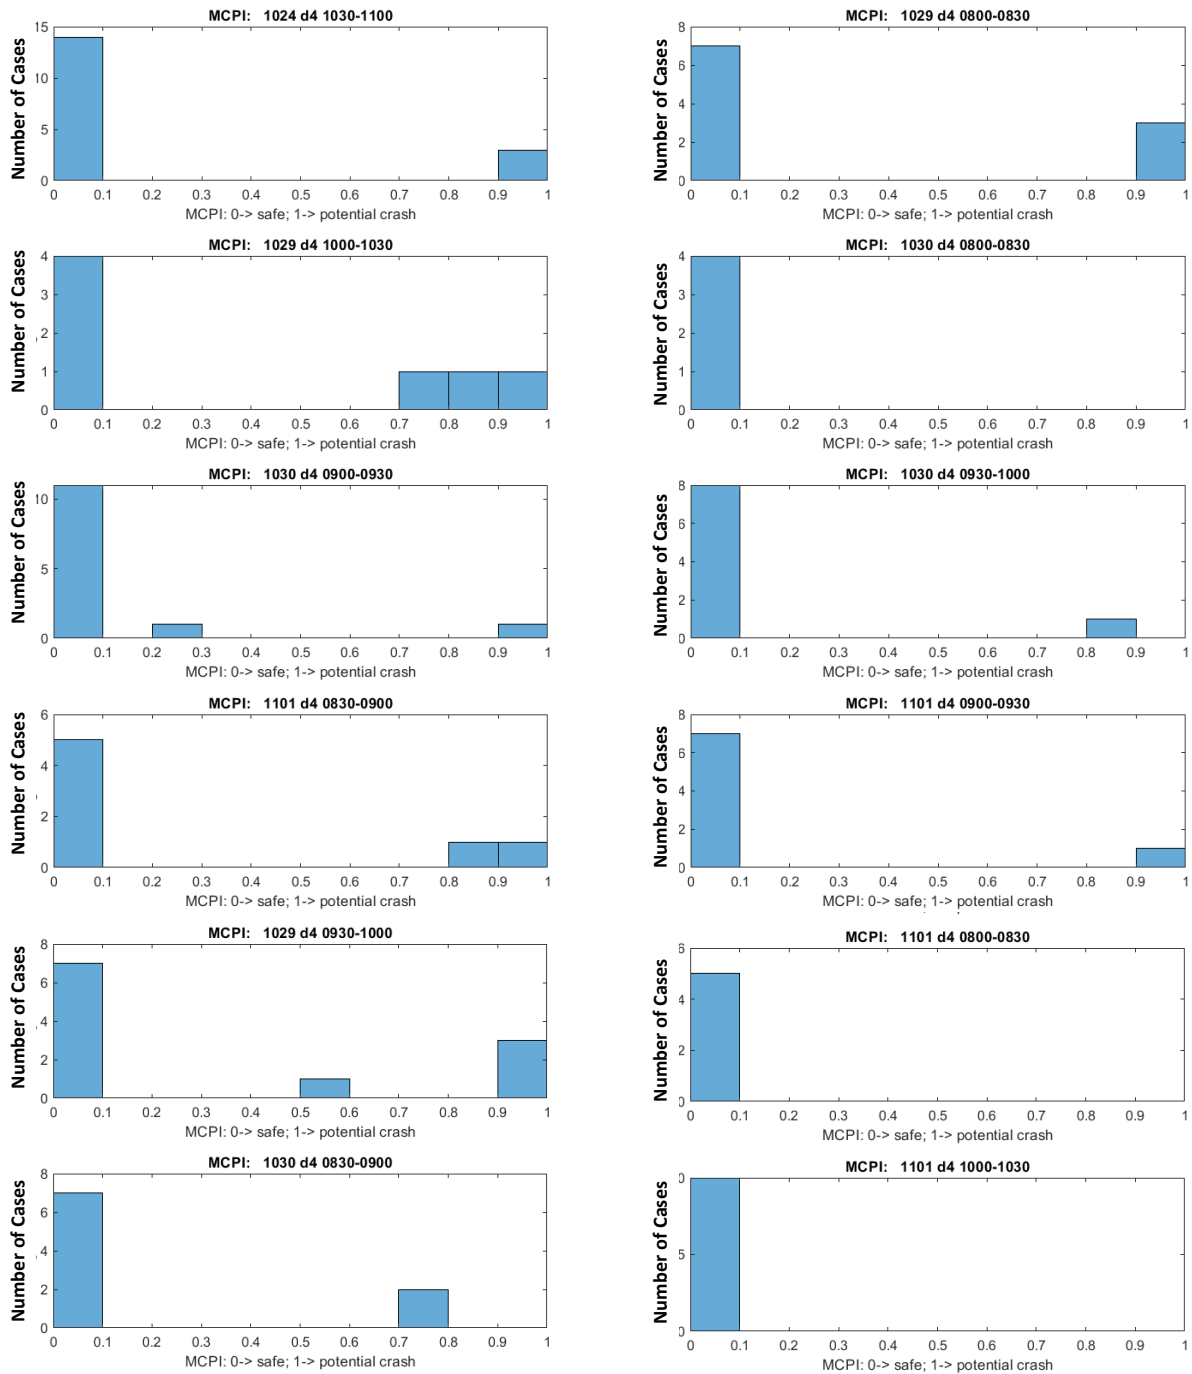 MCPI: 1024 d4 1030-1100
Number of Cases
15
10
5
0
0 0.1 0.2 0.3 0.4 0.5 0.6 0.7 0.8 0.9 1
MCPI: 0-> safe; 1-> potential crash
MCPI: 1029 d4 0800-0830
Number of Cases
8
6
4
2
0
0 0.1 0.2 0.3 0.4 0.5 0.6 0.7 0.8 0.9 1
MCPI: 0-> safe; 1-> potential crash
MCPI: 1029 d4 1000-1030
Number of Cases
4
3
2
1
0
0 0.1 0.2 0.3 0.4 0.5 0.6 0.7 0.8 0.9 1
MCPI: 0-> safe; 1-> potential crash
MCPI: 1030 d4 0800-0830
Number of Cases
4
3
2
1
0
0 0.1 0.2 0.3 0.4 0.5 0.6 0.7 0.8 0.9 1
MCPI: 0-> safe; 1-> potential crash
MCPI: 1030 d4 0900-0930
Number of Cases
10
5
0
0 0.1 0.2 0.3 0.4 0.5 0.6 0.7 0.8 0.9 1
MCPI: 0-> safe; 1-> potential crash
MCPI: 1030 d4 0930-1000
Number of Cases
8
6
4
2
0
0 0.1 0.2 0.3 0.4 0.5 0.6 0.7 0.8 0.9 1
MCPI: 0-> safe; 1-> potential crash
MCPI: 1101 d4 0830-0900
Number of Cases
6
4
2
0
0 0.1 0.2 0.3 0.4 0.5 0.6 0.7 0.8 0.9 1
MCPI: 0-> safe; 1-> potential crash
MCPI: 1101 d4 0900-0930
Number of Cases
8
6
4
2
0
0 0.1 0.2 0.3 0.4 0.5 0.6 0.7 0.8 0.9 1
MCPI: 0-> safe; 1-> potential crash
MCPI: 1029 d4 0930-1000
Number of Cases
8
6
4
2
0
0 0.1 0.2 0.3 0.4 0.5 0.6 0.7 0.8 0.9 1
MCPI: 0-> safe; 1-> potential crash
MCPI: 1101 d4 0800-0830
Number of Cases
6
4
2
0
0 0.1 0.2 0.3 0.4 0.5 0.6 0.7 0.8 0.9 1
MCPI: 0-> safe; 1-> potential crash
MCPI: 1030 d4 0830-0900
Number of Cases
8
6
4
2
0
0 0.1 0.2 0.3 0.4 0.5 0.6 0.7 0.8 0.9 1
MCPI: 0-> safe; 1-> potential crash
MCPI: 1101 d4 1000-1030
Number of Cases
0
5
0
0 0.1 0.2 0.3 0.4 0.5 0.6 0.7 0.8 0.9 1
MCPI: 0-> safe; 1-> potential crash